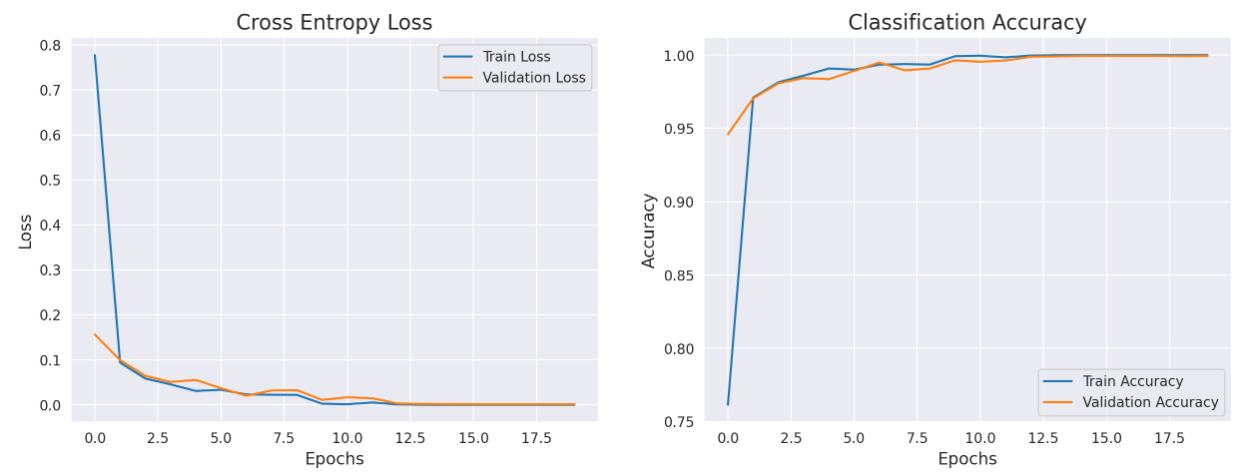 Cross Entropy Loss
0.8
0.7
0.6
0.5
0.4
0.3
0.2
0.1
0.0
Loss
Train Loss
Validation Loss
0.0 2.5 5.0 7.5 10.0 12.5 15.0 17.5
Epochs
Classification Accuracy
1.00
0.95
0.90
0.85
0.80
0.75
Accuracy
Train Accuracy
Validation Accuracy
0.0 2.5 5.0 7.5 10.0 12.5 15.0 17.5
Epochs